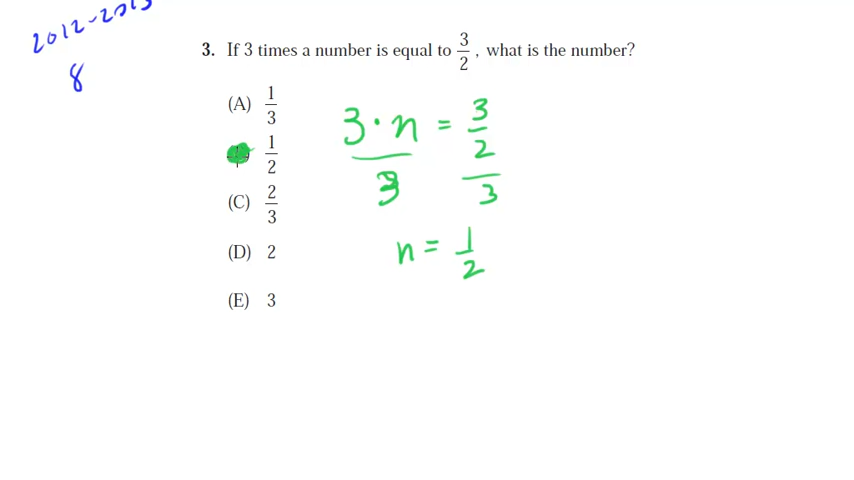 2012-2013
8
3. If 3 times a number is equal to 3/2, what is the number?
(A) 1/3
1/2
(C) 2/3
(D) 2
(E) 3
3 · n = 3/2
3 3
n = 1/2